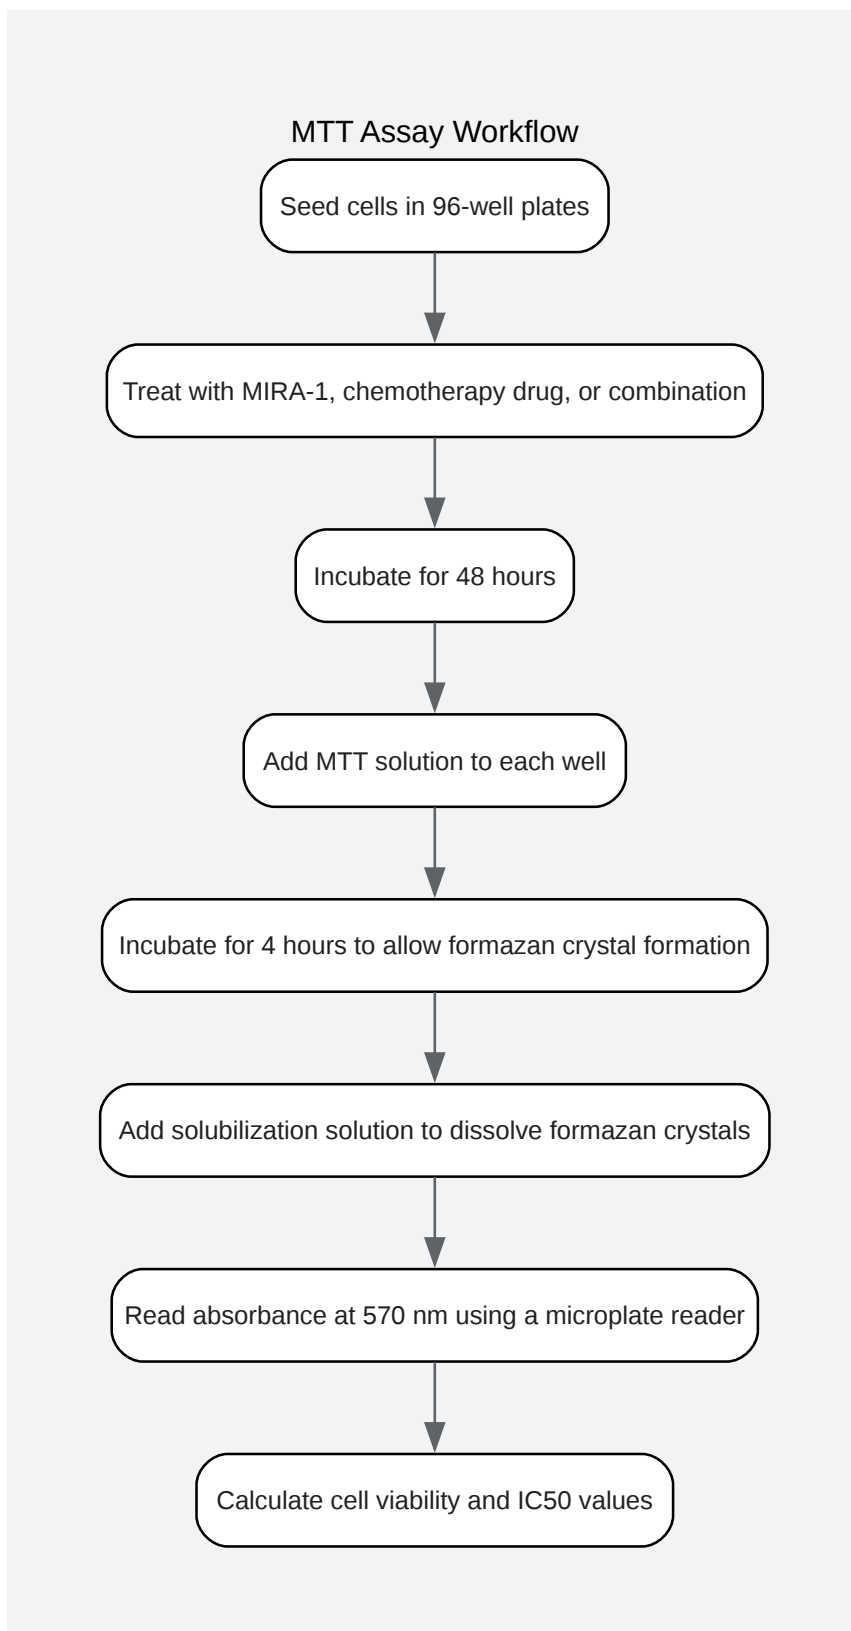 MTT Assay Workflow
Seed cells in 96-well plates
Treat with MIRA-1, chemotherapy drug, or combination
Incubate for 48 hours
Add MTT solution to each well
Incubate for 4 hours to allow formazan crystal formation
Add solubilization solution to dissolve formazan crystals
Read absorbance at 570 nm using a microplate reader
Calculate cell viability and IC50 values